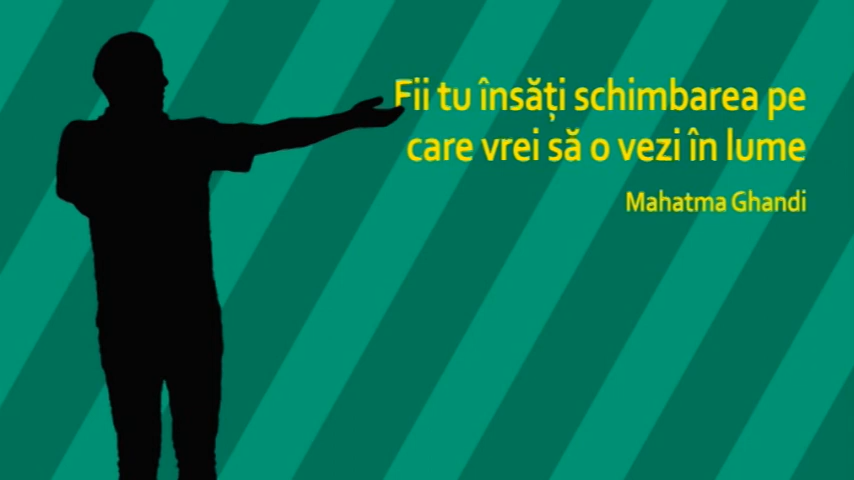 Fii tu însăți schimbarea pe
care vrei să o vezi în lume
Mahatma Ghandi